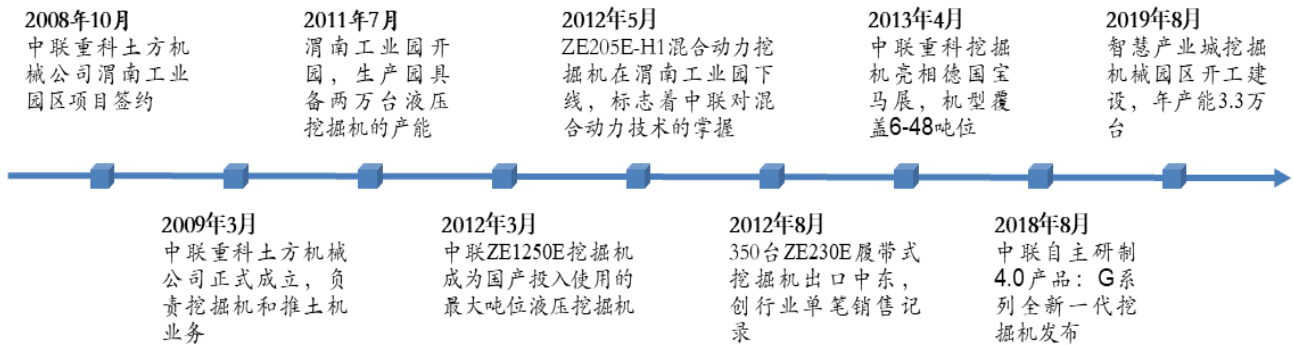 2008年10月
中联重科土方机
械公司渭南工业
园区项目签约
2011年7月
渭南工业园开
园，生产园具
备两万台液压
挖掘机的产能
2012年5月
ZE205E-H1混合动力挖
掘机在渭南工业园下
线，标志着中联对混
合动力技术的掌握
2013年4月
中联重科挖掘
机亮相德国宝
马展，机型覆
盖6-48吨位
2019年8月
智慧产业城挖掘
机械园区开工建
设，年产能3.3万
台
2009年3月
中联重科土方机械
公司正式成立，负
责挖掘机和推土机
业务
2012年3月
中联ZE1250E挖掘机
成为国产投入使用的
最大吨位液压挖掘机
2012年8月
350台ZE230E履带式
挖掘机出口中东，
创行业单笔销售记
录
2018年8月
中联自主研制
4.0产品：G系
列全新一代挖
掘机发布